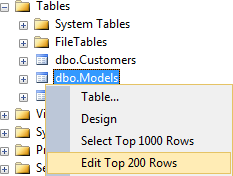 Tables
System Tables
FileTables
dbo.Customers
dbo.Models
Table...
Design
Select Top 1000 Rows
Edit Top 200 Rows